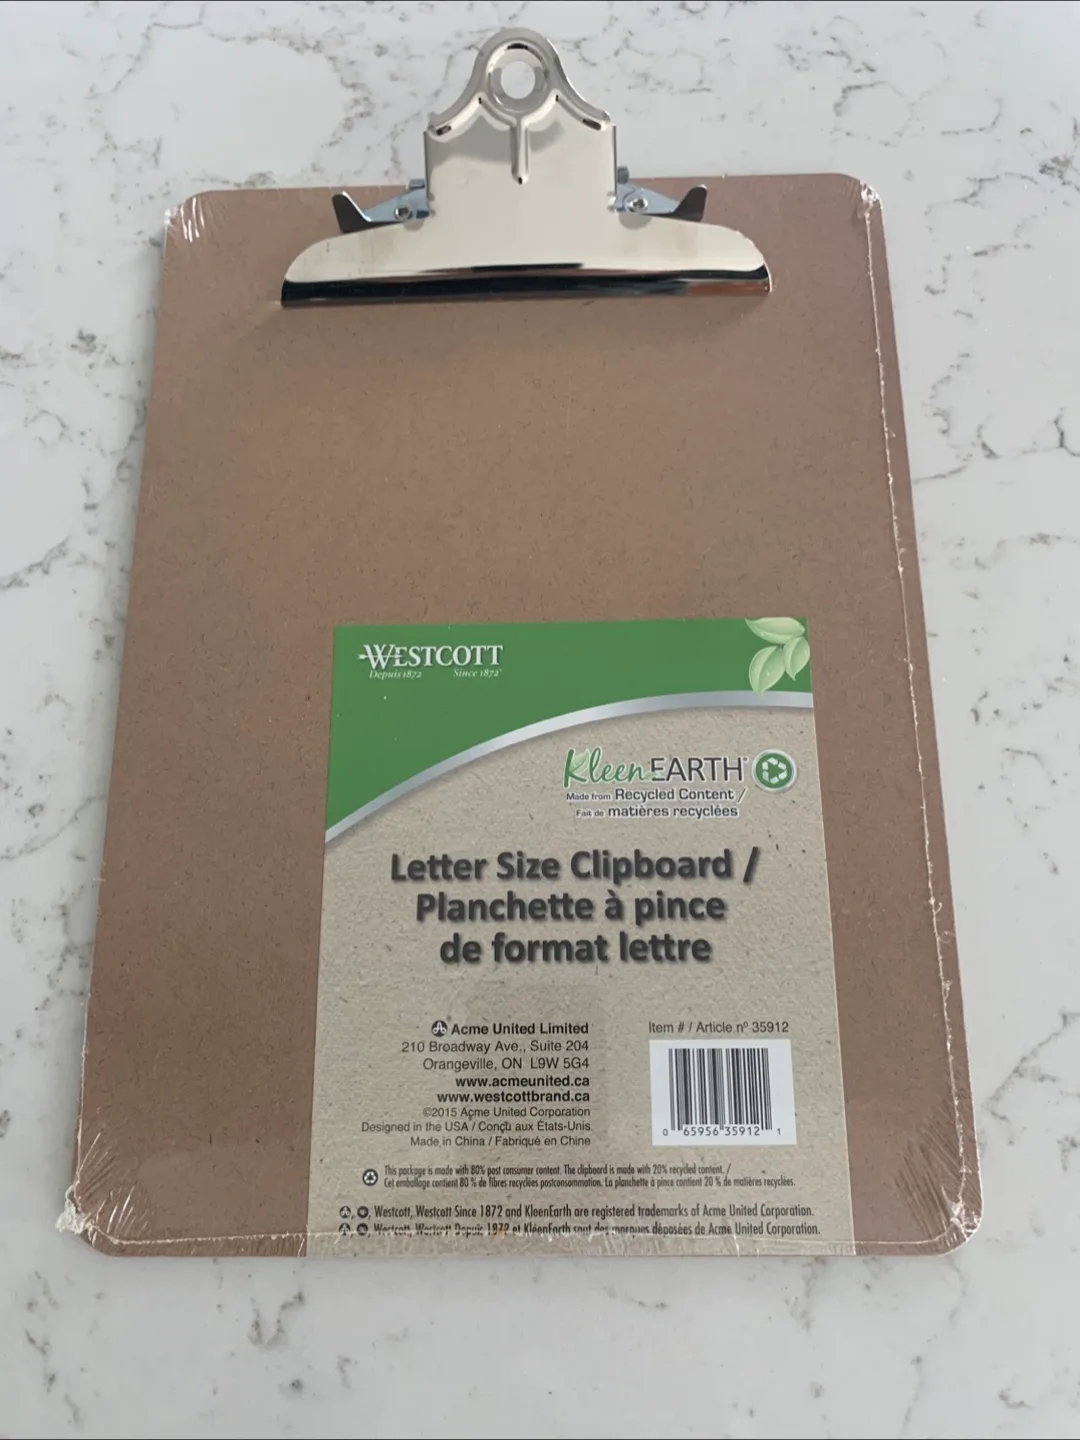 WESTCOTT
Depuis 1872 Since 1872
KleenEARTH®
Made from Recycled Content /
Fait de matières recyclées
Letter Size Clipboard /
Planchette à pince
de format lettre
Acme United Limited
210 Broadway Ave., Suite 204
Orangeville, ON L9W 5G4
www.acmeunited.ca
www.westcottbrand.ca
©2015 Acme United Corporation
Designed in the USA / Conçu aux États-Unis
Made in China / Fabriqué en Chine
Item # / Article nº 35912
0 65956 35912 1
This package is made with 80% post consumer content. The clipboard is made with 20% recycled content. /
Cet emballage contient 80 % de fibres recyclées postconsommation. La planchette à pince contient 20 % de matières recyclées.
, Westcott, Westcott Since 1872 and KleenEarth are registered trademarks of Acme United Corporation.
, Westcott, Westcott Depuis 1872 et KleenEarth sont des marques déposées de Acme United Corporation.